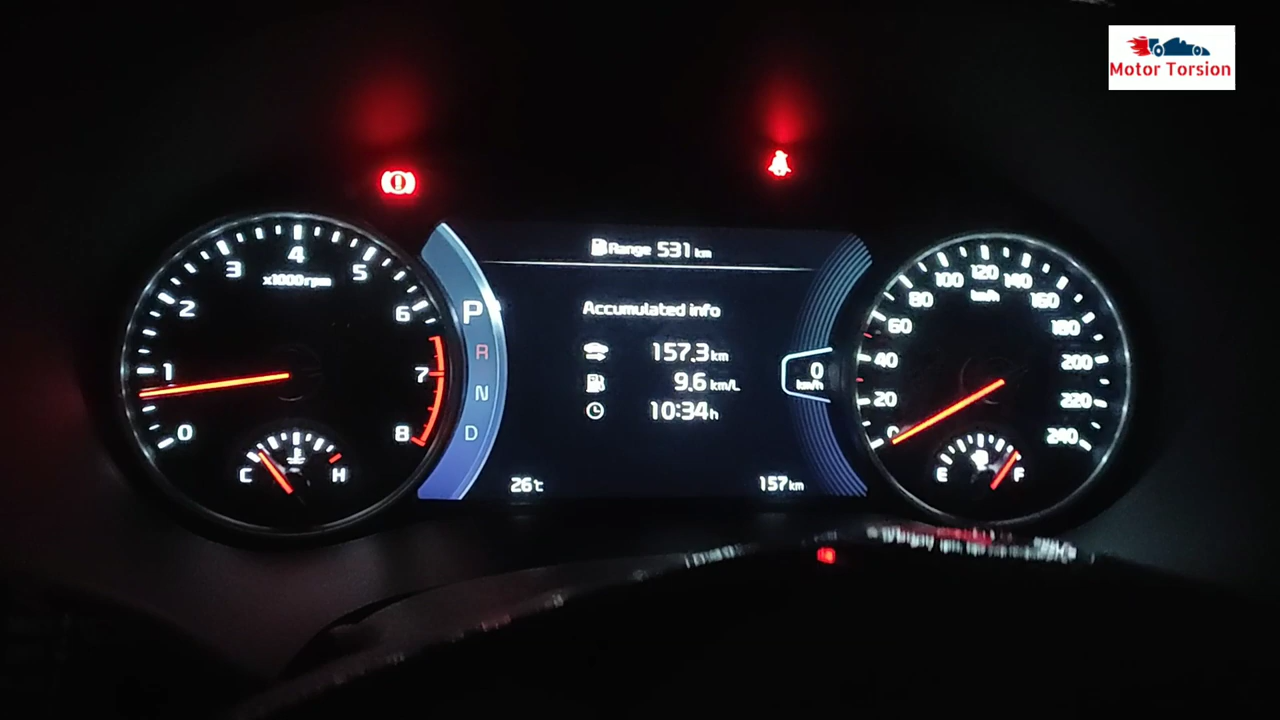 Motor Torsion
Range 531 km
Accumulated info
157.3 km
9.6 km/L
10:34 h
26℃
157 km
P
R
N
D
0
km/h
0
1
2
3
4
5
6
7
8
x1000rpm
C
H
0
20
40
60
80
100
120
140
160
180
200
220
240
km/h
E
F